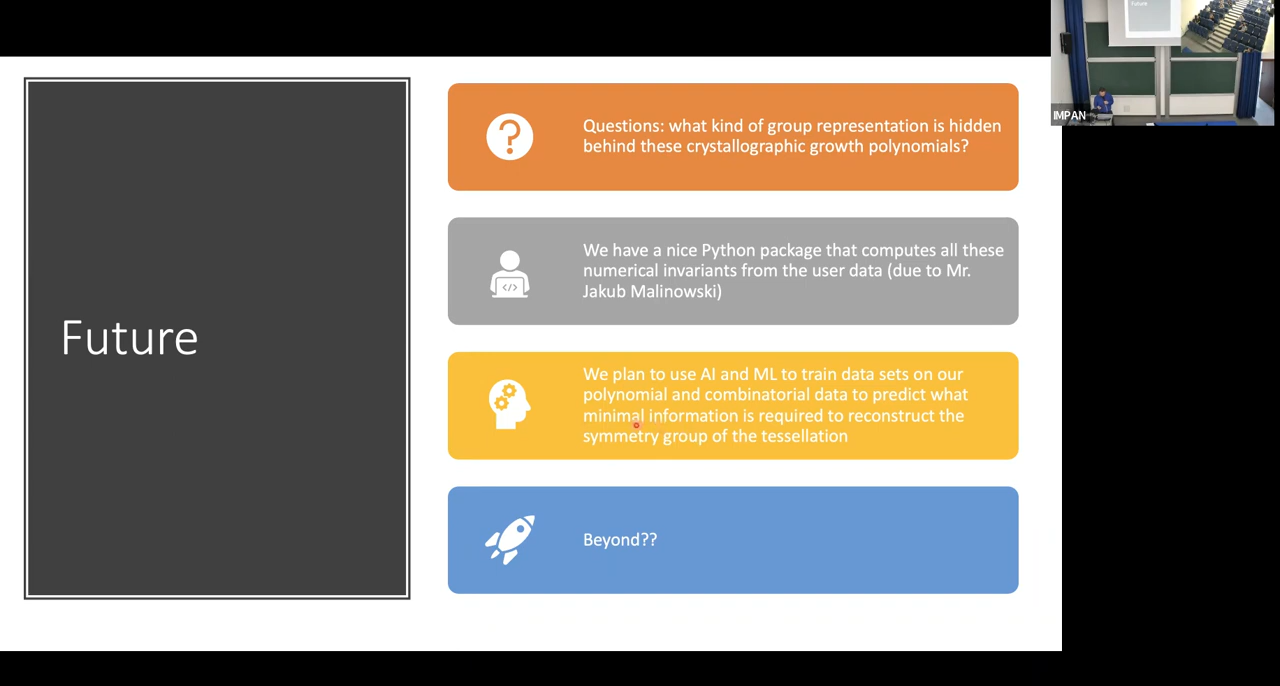 Future
IMPAN
Questions: what kind of group representation is hidden
behind these crystallographic growth polynomials?
We have a nice Python package that computes all these
numerical invariants from the user data (due to Mr.
Jakub Malinowski)
We plan to use AI and ML to train data sets on our
polynomial and combinatorial data to predict what
minimal information is required to reconstruct the
symmetry group of the tessellation
Beyond??
Future